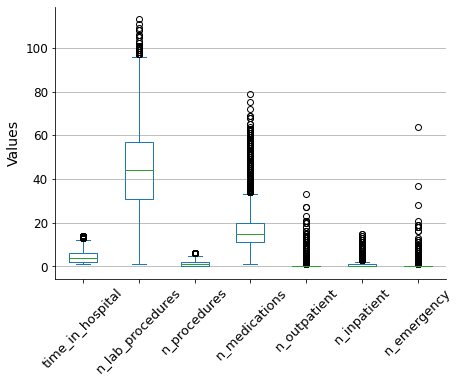 Values
100
80
60
40
20
0
time_in_hospital
n_lab_procedures
n_procedures
n_medications
n_outpatient
n_inpatient
n_emergency